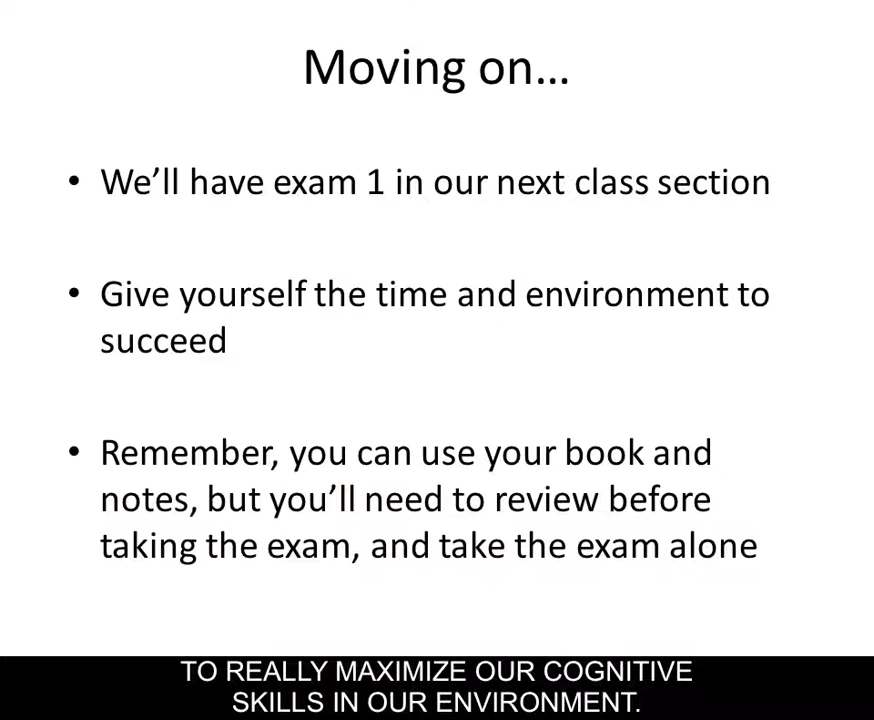 Moving on...
• We'll have exam 1 in our next class section
• Give yourself the time and environment to
succeed
• Remember, you can use your book and
notes, but you'll need to review before
taking the exam, and take the exam alone
TO REALLY MAXIMIZE OUR COGNITIVE
SKILLS IN OUR ENVIRONMENT.